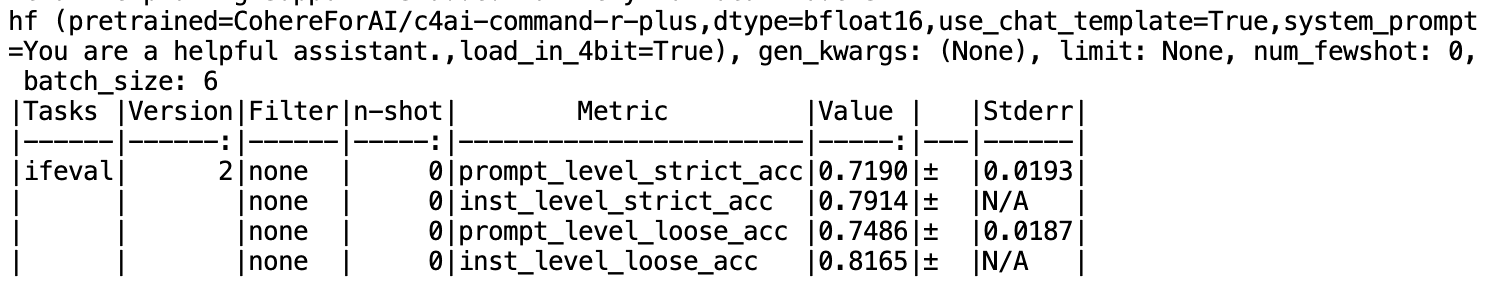 hf (pretrained=CohereForAI/c4ai-command-r-plus,dtype=bfloat16,use_chat_template=True,system_prompt
=You are a helpful assistant.,load_in_4bit=True), gen_kwargs: (None), limit: None, num_fewshot: 0,
 batch_size: 6
|Tasks |Version|Filter|n-shot|        Metric         |Value |   |Stderr|
|------|------:|------|-----:|-----------------------|-----:|---|------|
|ifeval|      2|none  |     0|prompt_level_strict_acc|0.7190|±  |0.0193|
|      |       |none  |     0|inst_level_strict_acc  |0.7914|±  |N/A   |
|      |       |none  |     0|prompt_level_loose_acc |0.7486|±  |0.0187|
|      |       |none  |     0|inst_level_loose_acc   |0.8165|±  |N/A   |